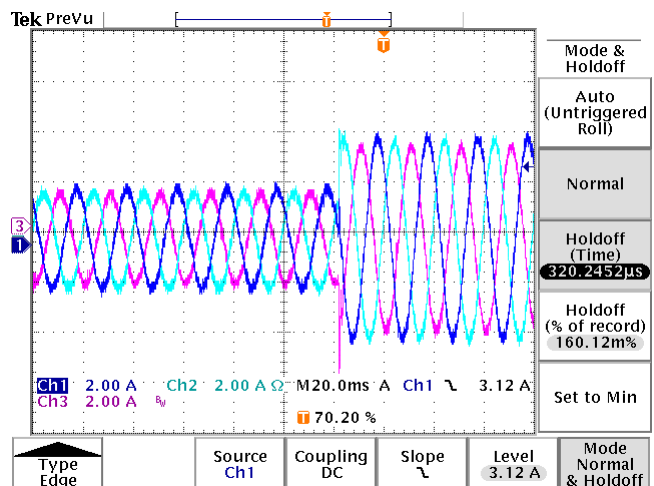 Tek PreVu
T
T
Mode &
Holdoff
Auto
(Untriggered
Roll)
Normal
Holdoff
(Time)
320.2452µs
Holdoff
(% of record)
160.12m%
Set to Min
3
1
Ch1 2.00 A Ch2 2.00 A Ω M20.0ms A Ch1 ʅ 3.12 A
Ch3 2.00 A BW
T 70.20 %
Type
Edge
Source
Ch1
Coupling
DC
Slope
ʅ
Level
3.12 A
Mode
Normal
& Holdoff